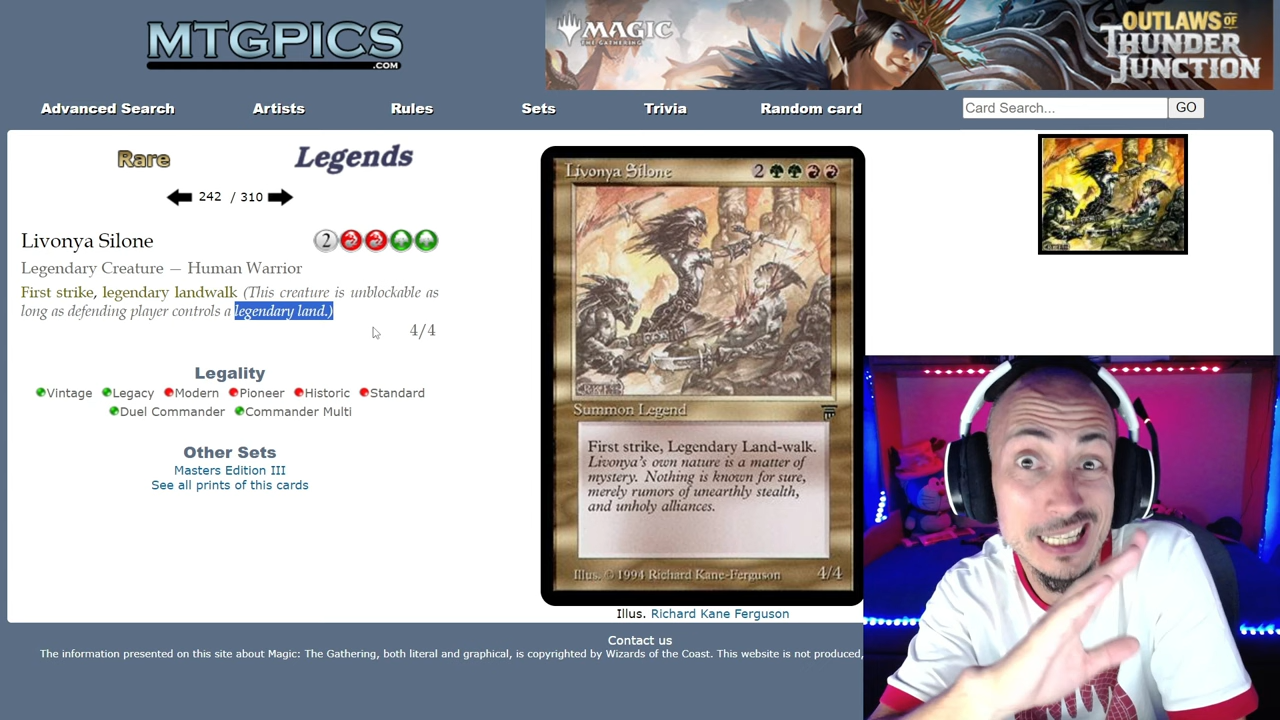 MTGPICS
.COM
MAGIC
THE GATHERING
OUTLAWS OF
THUNDER
JUNCTION
Advanced Search
Artists
Rules
Sets
Trivia
Random card
Card Search...
GO
Rare
Legends
242 / 310
Livonya Silone
2
Legendary Creature — Human Warrior
First strike, legendary landwalk (This creature is unblockable as
long as defending player controls a legendary land.)
4/4
Legality
Vintage Legacy Modern Pioneer Historic Standard
Duel Commander Commander Multi
Other Sets
Masters Edition III
See all prints of this cards
Livonya Silone
2
Summon Legend
First strike, Legendary Land-walk.
Livonya's own nature is a matter of
mystery. Nothing is known for sure,
merely rumors of unearthly stealth,
and unholy alliances.
Illus. © 1994 Richard Kane-Ferguson
4/4
Illus. Richard Kane Ferguson
Contact us
The information presented on this site about Magic: The Gathering, both literal and graphical, is copyrighted by Wizards of the Coast. This website is not produced,